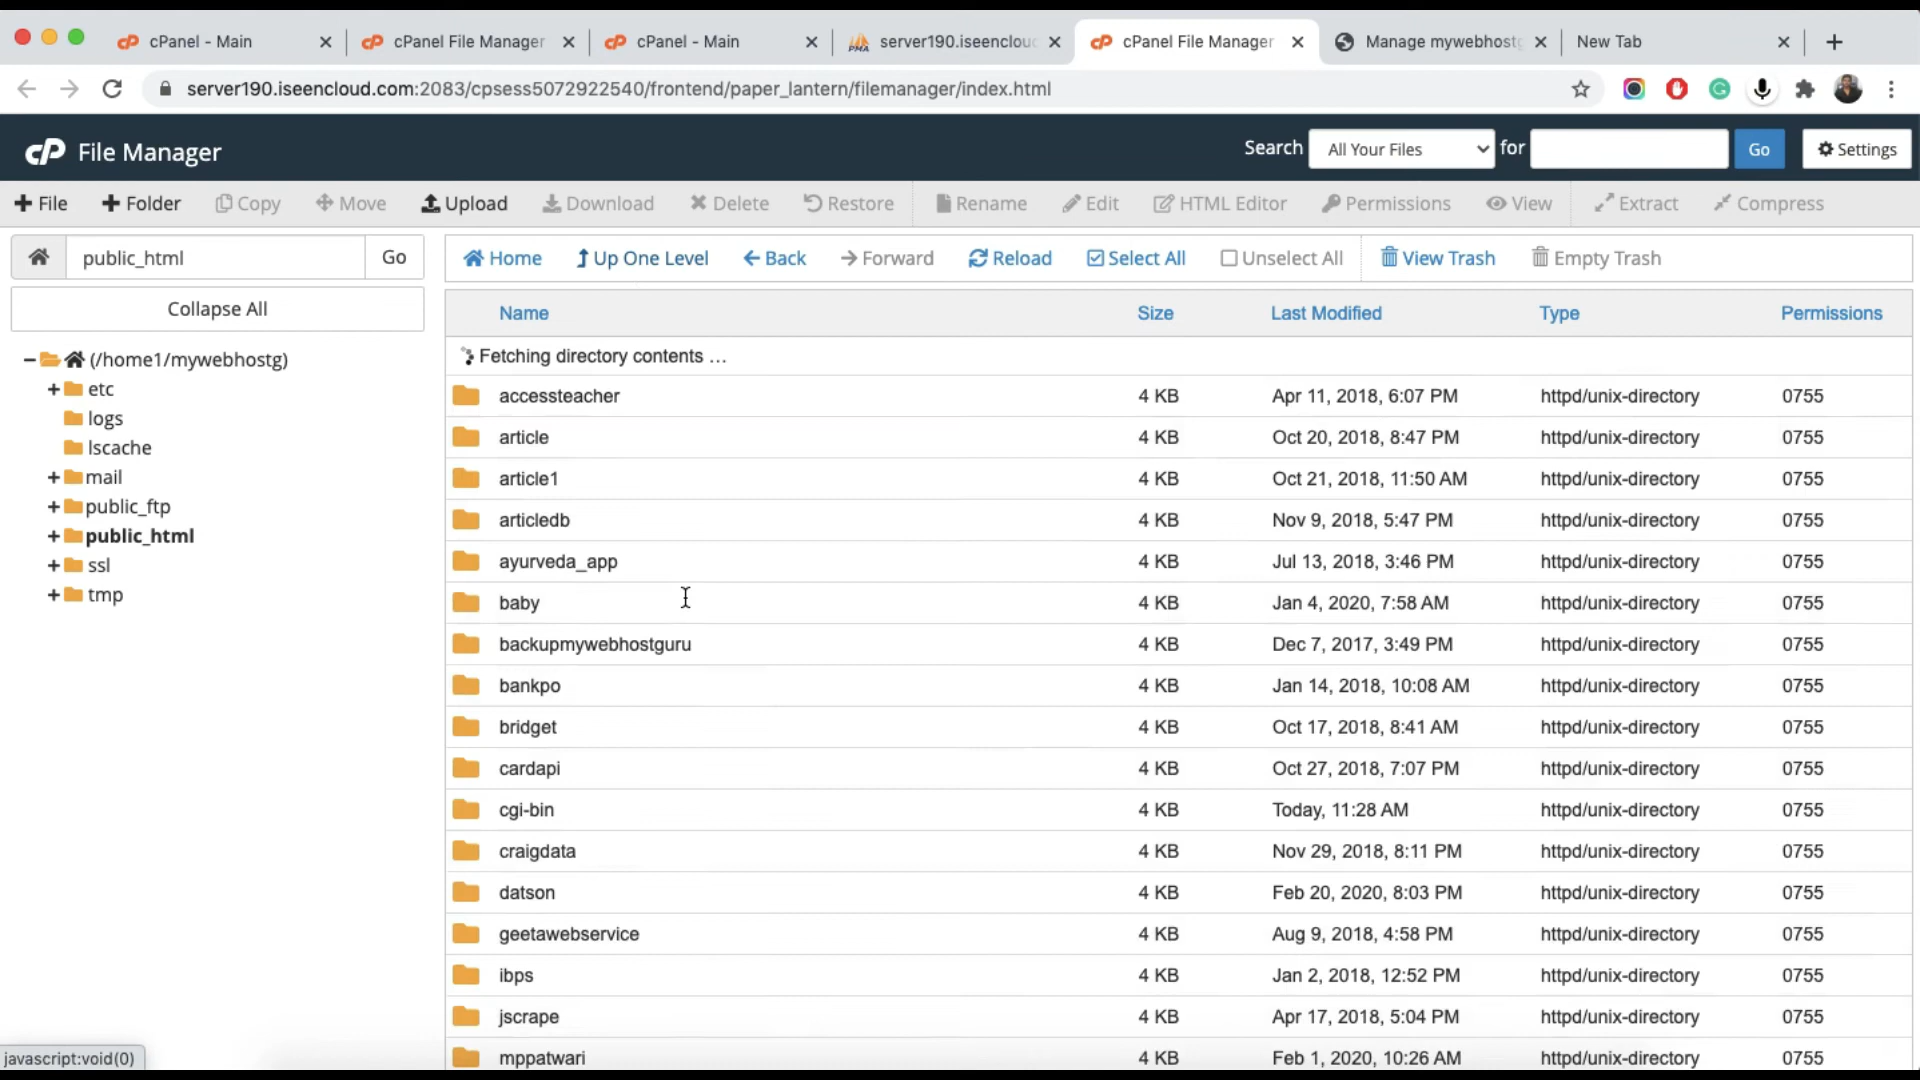 cPanel - Main
cPanel File Manager
cPanel - Main
server190.iseenclou
cPanel File Manager
Manage mywebhost
New Tab
server190.iseencloud.com:2083/cpsess5072922540/frontend/paper_lantern/filemanager/index.html
cP File Manager
Search All Your Files for Go Settings
File Folder Copy Move Upload Download Delete Restore Rename Edit HTML Editor Permissions View Extract Compress
public_html Go
Home Up One Level Back Forward Reload Select All Unselect All View Trash Empty Trash
Collapse All
(/home1/mywebhostg)
etc
logs
lscache
mail
public_ftp
public_html
ssl
tmp
Name Size Last Modified Type Permissions
Fetching directory contents ...
accessteacher 4 KB Apr 11, 2018, 6:07 PM httpd/unix-directory 0755
article 4 KB Oct 20, 2018, 8:47 PM httpd/unix-directory 0755
article1 4 KB Oct 21, 2018, 11:50 AM httpd/unix-directory 0755
articledb 4 KB Nov 9, 2018, 5:47 PM httpd/unix-directory 0755
ayurveda_app 4 KB Jul 13, 2018, 3:46 PM httpd/unix-directory 0755
baby 4 KB Jan 4, 2020, 7:58 AM httpd/unix-directory 0755
backupmywebhostguru 4 KB Dec 7, 2017, 3:49 PM httpd/unix-directory 0755
bankpo 4 KB Jan 14, 2018, 10:08 AM httpd/unix-directory 0755
bridget 4 KB Oct 17, 2018, 8:41 AM httpd/unix-directory 0755
cardapi 4 KB Oct 27, 2018, 7:07 PM httpd/unix-directory 0755
cgi-bin 4 KB Today, 11:28 AM httpd/unix-directory 0755
craigdata 4 KB Nov 29, 2018, 8:11 PM httpd/unix-directory 0755
datson 4 KB Feb 20, 2020, 8:03 PM httpd/unix-directory 0755
geetawebservice 4 KB Aug 9, 2018, 4:58 PM httpd/unix-directory 0755
ibps 4 KB Jan 2, 2018, 12:52 PM httpd/unix-directory 0755
jscrape 4 KB Apr 17, 2018, 5:04 PM httpd/unix-directory 0755
mppatwari 4 KB Feb 1, 2020, 10:26 AM httpd/unix-directory 0755
javascript:void(0)